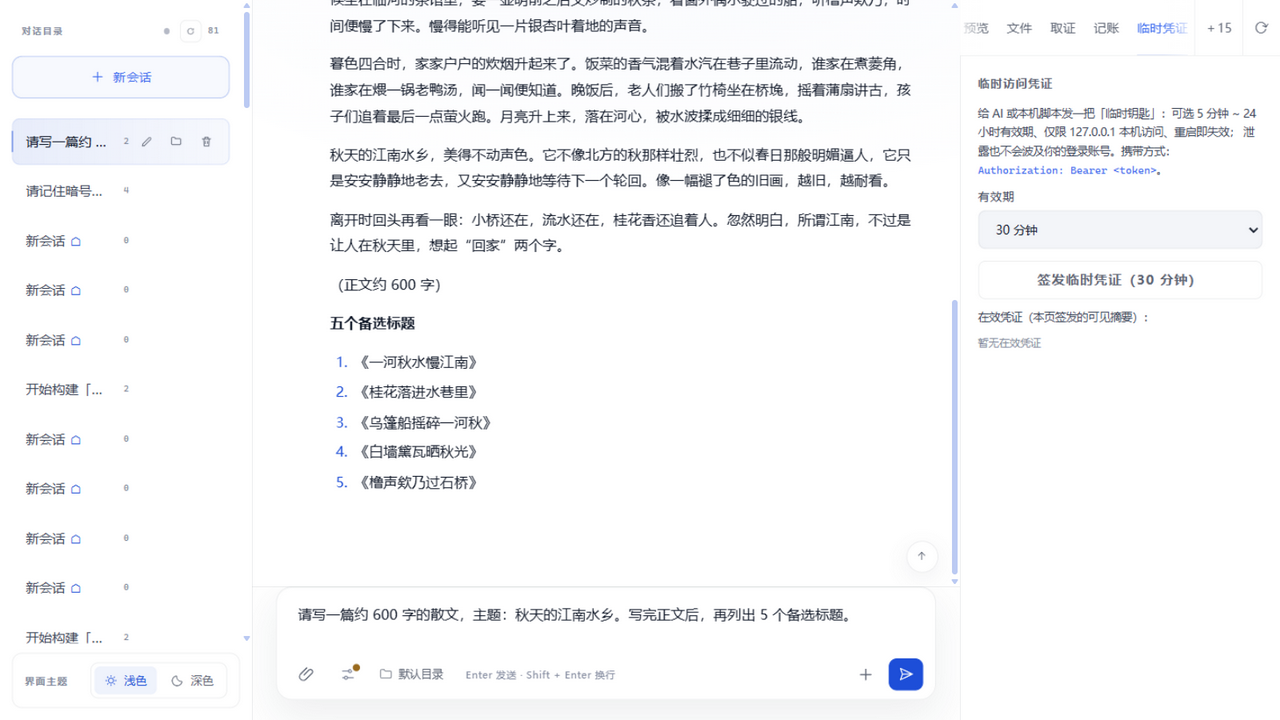 对话目录
81
新会话
请写一篇约 ...
2
请记住暗号...
4
新会话
0
新会话
0
新会话
0
开始构建「...
2
新会话
0
新会话
0
新会话
0
新会话
0
开始构建「...
2
界面主题
浅色
深色
间便慢了下来。慢得能听见一片银杏叶着地的声音。
暮色四合时，家家户户的炊烟升起来了。饭菜的香气混着水汽在巷子里流动，谁家在煮菱角，
谁家在煨一锅老鸭汤，闻一闻便知道。晚饭后，老人们搬了竹椅坐在桥堍，摇着蒲扇讲古，孩
子们追着最后一点萤火跑。月亮升上来，落在河心，被水波揉成细细的银线。
秋天的江南水乡，美得不动声色。它不像北方的秋那样壮烈，也不似春日那般明媚逼人，它只
是安安静静地老去，又安安静静地等待下一个轮回。像一幅褪了色的旧画，越旧，越耐看。
离开时回头再看一眼：小桥还在，流水还在，桂花香还追着人。忽然明白，所谓江南，不过是
让人在秋天里，想起“回家”两个字。
（正文约 600 字）
五个备选标题
1. 《一河秋水慢江南》
2. 《桂花落进水巷里》
3. 《乌篷船摇碎一河秋》
4. 《白墙黛瓦晒秋光》
5. 《橹声欸乃过石桥》
请写一篇约 600 字的散文，主题：秋天的江南水乡。写完正文后，再列出 5 个备选标题。
默认目录
Enter 发送 · Shift + Enter 换行
预览
文件
取证
记账
临时凭证
+15
临时访问凭证
给 AI 或本机脚本发一把「临时钥匙」：可选 5 分钟 ~ 24
小时有效期、仅限 127.0.0.1 本机访问、重启即失效； 泄
露也不会波及你的登录账号。携带方式：
Authorization: Bearer <token>。
有效期
30 分钟
签发临时凭证（30 分钟）
在效凭证（本页签发的可见摘要）：
暂无在效凭证